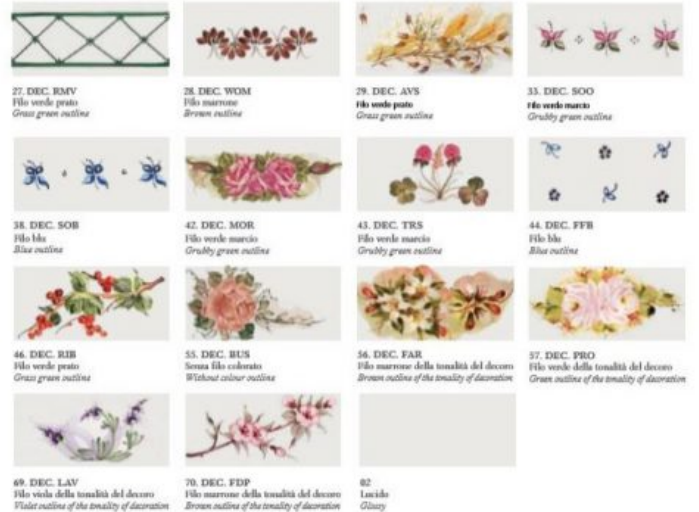 27. DEC. RMV
Filo verde prato
Grass green outline
28. DEC. WOM
Filo marrone
Brown outline
29. DEC. AVS
Filo verde prato
Grass green outline
33. DEC. SOO
Filo verde marcio
Grubby green outline
38. DEC. SOB
Filo blu
Blue outline
42. DEC. MOR
Filo verde marcio
Grubby green outline
43. DEC. TRS
Filo verde marcio
Grubby green outline
44. DEC. FFB
Filo blu
Blue outline
46. DEC. RIB
Filo verde prato
Grass green outline
55. DEC. BUS
Senza filo colorato
Without colour outline
56. DEC. FAR
Filo marrone della tonalità del decoro
Brown outline of the tonality of decoration
57. DEC. PRO
Filo verde della tonalità del decoro
Green outline of the tonality of decoration
69. DEC. LAV
Filo viola della tonalità del decoro
Violet outline of the tonality of decoration
70. DEC. FDP
Filo marrone della tonalità del decoro
Brown outline of the tonality of decoration
02
Lucido
Glossy